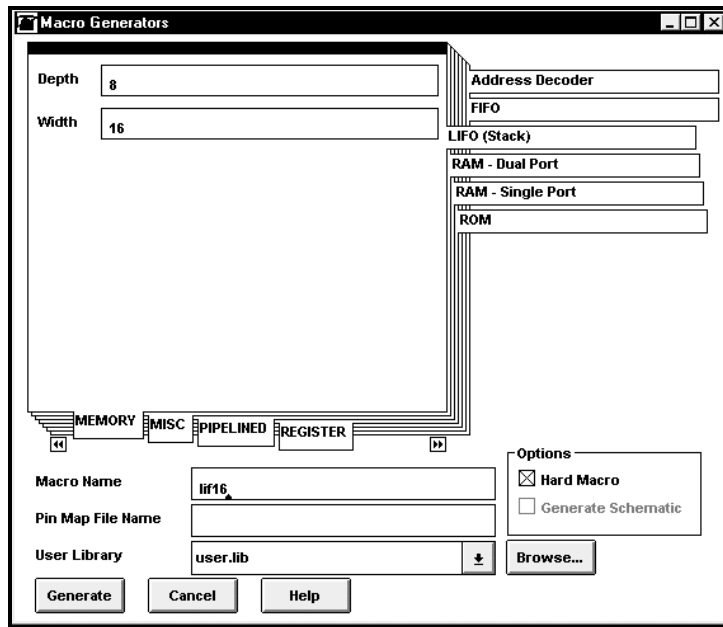 Macro Generators
Depth 8
Width 16
Address Decoder
FIFO
LIFO (Stack)
RAM - Dual Port
RAM - Single Port
ROM
MEMORY MISC PIPELINED REGISTER
Options
Macro Name lif16
Hard Macro
Generate Schematic
Pin Map File Name
User Library user.lib Browse...
Generate Cancel Help